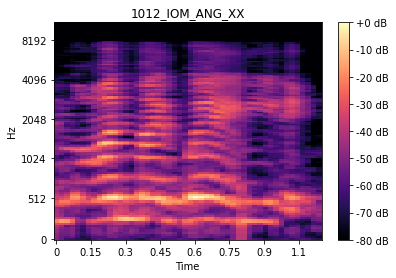 1012_IOM_ANG_XX
8192
4096
2048
1024
512
0
Hz
0 0.15 0.3 0.45 0.6 0.75 0.9 1.1
Time
+0 dB
-10 dB
-20 dB
-30 dB
-40 dB
-50 dB
-60 dB
-70 dB
-80 dB